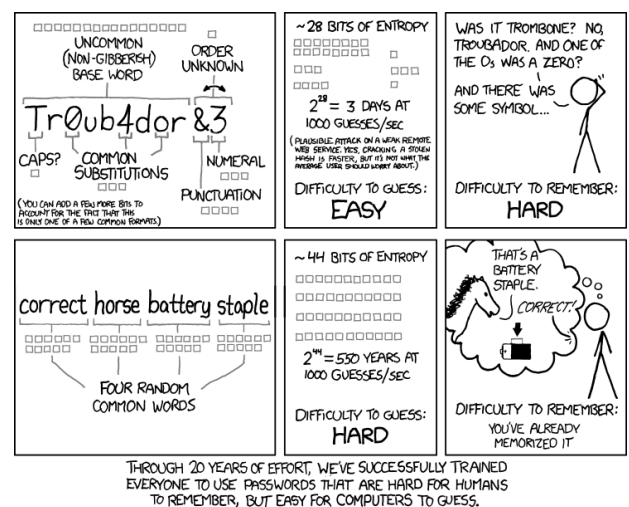 UNCOMMON
(NON-GIBBERISH)
BASE WORD
ORDER
UNKNOWN
Tr0ub4dor &3
CAPS?
COMMON
SUBSTITUTIONS
NUMERAL
PUNCTUATION
(YOU CAN ADD A FEW MORE BITS TO
ACCOUNT FOR THE FACT THAT THIS
IS ONLY ONE OF A FEW COMMON FORMATS.)
~28 BITS OF ENTROPY
2^28 = 3 DAYS AT
1000 GUESSES/SEC
(PLAUSIBLE ATTACK ON A WEAK REMOTE
WEB SERVICE. YES, CRACKING A STOLEN
HASH IS FASTER, BUT IT'S NOT WHAT THE
AVERAGE USER SHOULD WORRY ABOUT.)
DIFFICULTY TO GUESS:
EASY
WAS IT TROMBONE? NO,
TROUBADOR. AND ONE OF
THE Os WAS A ZERO?
AND THERE WAS
SOME SYMBOL...
DIFFICULTY TO REMEMBER:
HARD
correct horse battery staple
FOUR RANDOM
COMMON WORDS
~44 BITS OF ENTROPY
2^44 = 550 YEARS AT
1000 GUESSES/SEC
DIFFICULTY TO GUESS:
HARD
THAT'S A
BATTERY
STAPLE.
CORRECT!
DIFFICULTY TO REMEMBER:
YOU'VE ALREADY
MEMORIZED IT
THROUGH 20 YEARS OF EFFORT, WE'VE SUCCESSFULLY TRAINED
EVERYONE TO USE PASSWORDS THAT ARE HARD FOR HUMANS
TO REMEMBER, BUT EASY FOR COMPUTERS TO GUESS.